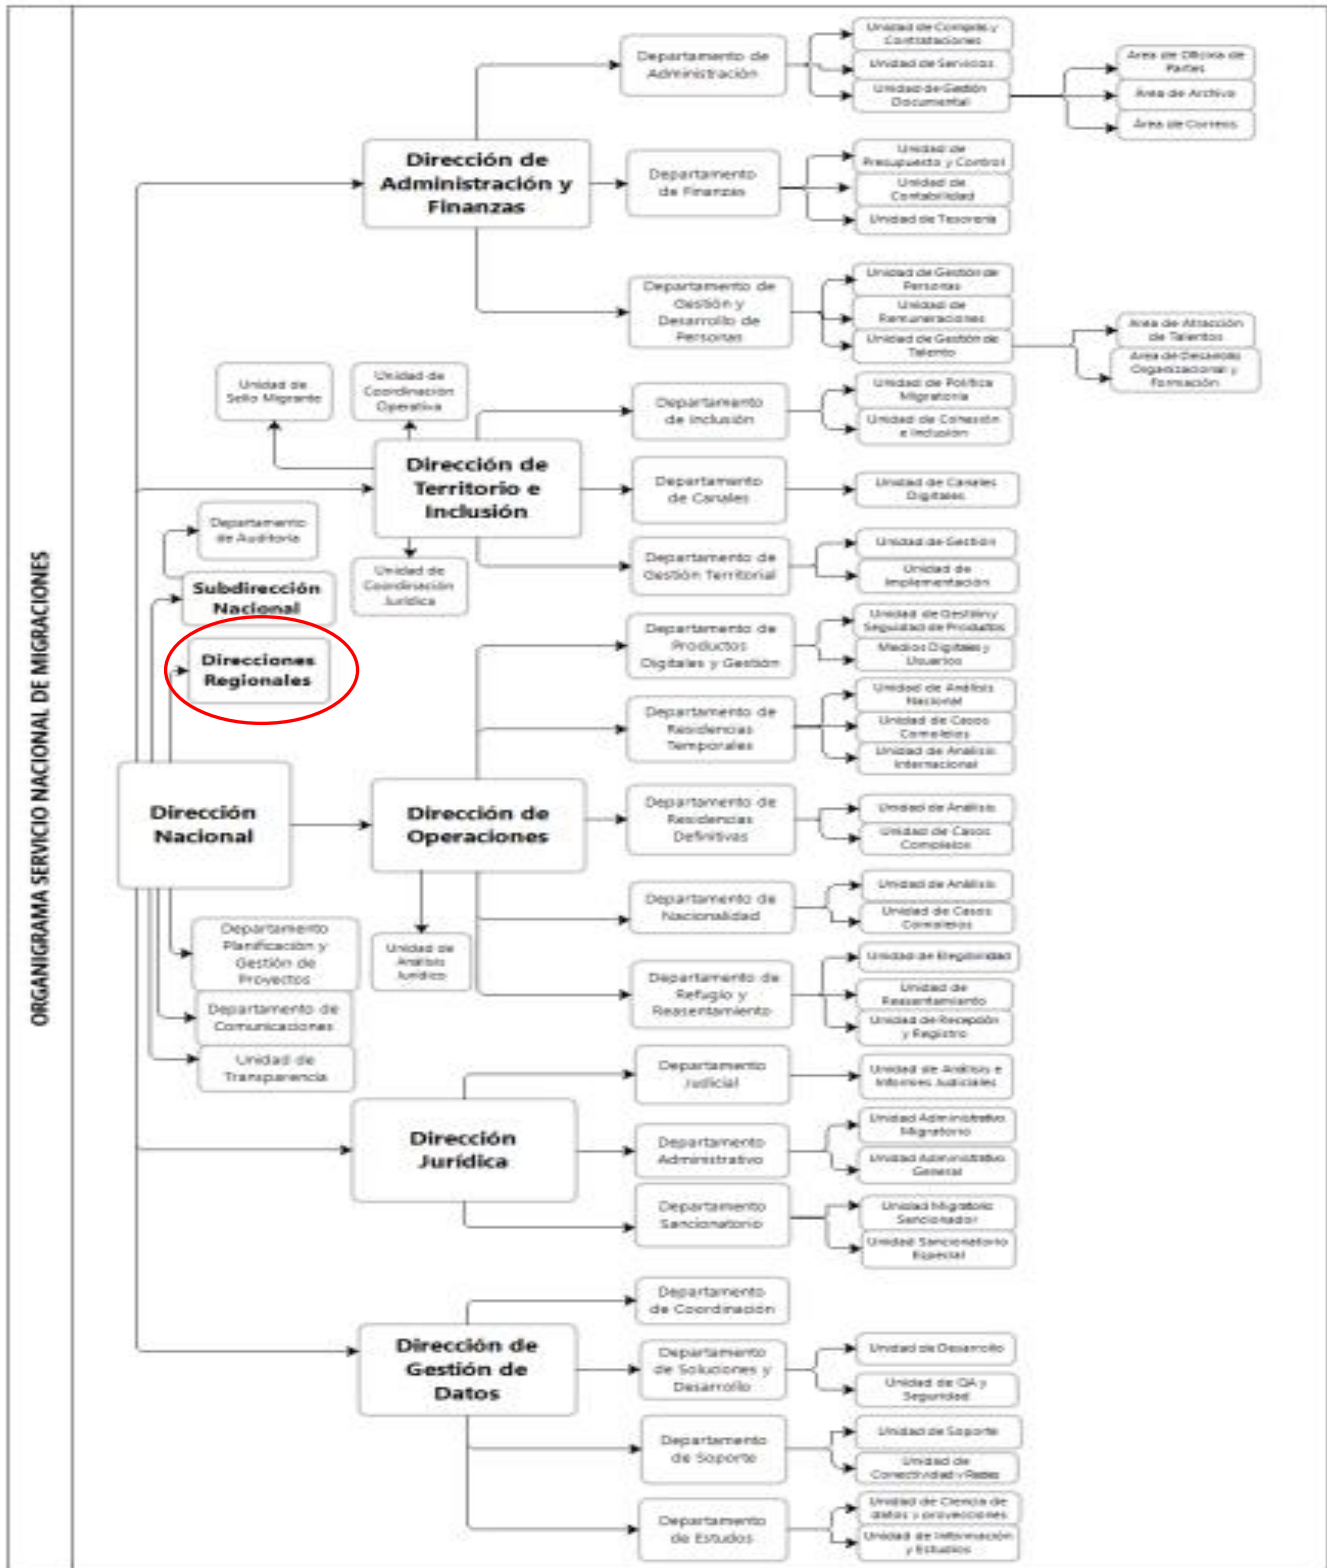 ORGANIGRAMA SERVICIO NACIONAL DE MIGRACIONES
Departamento de
Administración
Unidad de Compras y
Contrataciones
Unidad de Servicios
Unidad de Gestión
Documental
Área de Oficina de
Partes
Área de Archivo
Área de Correos
Dirección de
Administración y
Finanzas
Departamento
de Finanzas
Unidad de
Presupuesto y Control
Unidad de
Contabilidad
Unidad de Tesorería
Departamento de
Gestión y
Desarrollo de
Personas
Unidad de Gestión de
Personas
Unidad de
Remuneraciones
Unidad de Gestión de
Talento
Área de Atracción
de Talentos
Área de Desarrollo
Organizacional y
Formación
Unidad de
Sello Migrante
Unidad de
Coordinación
Operativa
Departamento
de Inclusión
Unidad de Política
Migratoria
Unidad de Cohesión
e Inclusión
Dirección de
Territorio e
Inclusión
Departamento
de Canales
Unidad de Canales
Digitales
Departamento
de Auditoría
Departamento de
Gestión Territorial
Unidad de Gestión
Unidad de
Implementación
Unidad de
Coordinación
Jurídica
Subdirección
Nacional
Direcciones
Regionales
Departamento de
Productos
Digitales y Gestión
Unidad de Gestión y
Seguidad de Productos
Medios Digitales y
Usuarios
Departamento de
Residencias
Temporales
Unidad de Análisis
Nacional
Unidad de Casos
Complejos
Unidad de Análisis
Internacional
Dirección
Nacional
Dirección de
Operaciones
Departamento de
Residencias
Definitivas
Unidad de Análisis
Unidad de Casos
Complejos
Departamento de
Nacionalidad
Unidad de Análisis
Unidad de Casos
Complejos
Departamento
Planificación y
Gestión de
Proyectos
Unidad de
Análisis
Jurídico
Departamento de
Refugio y
Reasentamiento
Unidad de Elegibilidad
Unidad de
Reasentamiento
Unidad de Recepción
y Registro
Departamento de
Comunicaciones
Unidad de
Transparencia
Departamento
Judicial
Unidad de Análisis e
Informes Judiciales
Dirección
Jurídica
Departamento
Administrativo
Unidad Administrativo
Migratorio
Unidad Administrativo
General
Departamento
Sancionatorio
Unidad Migratorio
Sancionador
Unidad Sancionatorio
Especial
Departamento
de Coordinación
Dirección de
Gestión de
Datos
Departamento
de Soluciones y
Desarrollo
Unidad de Desarrollo
Unidad de QA y
Seguridad
Departamento
de Soporte
Unidad de Soporte
Unidad de
Conectividad y Redes
Departamento
de Estudios
Unidad de Ciencia de
datos y proyecciones
Unidad de Información
y Estudios